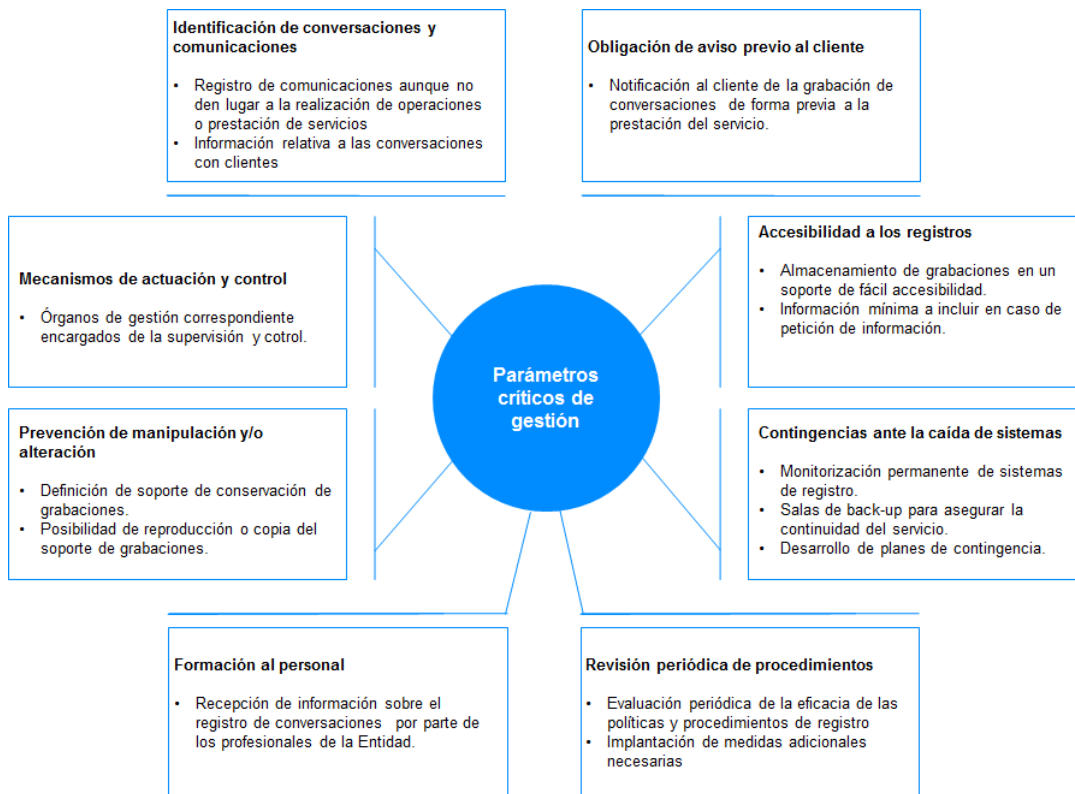 Identificación de conversaciones y
comunicaciones
• Registro de comunicaciones aunque no
den lugar a la realización de operaciones
o prestación de servicios
• Información relativa a las conversaciones
con clientes
Obligación de aviso previo al cliente
• Notificación al cliente de la grabación de
conversaciones de forma previa a la
prestación del servicio.
Mecanismos de actuación y control
• Órganos de gestión correspondiente
encargados de la supervisión y cotrol.
Accesibilidad a los registros
• Almacenamiento de grabaciones en un
soporte de fácil accesibilidad.
• Información mínima a incluir en caso de
petición de información.
Parámetros
críticos de
gestión
Prevención de manipulación y/o
alteración
• Definición de soporte de conservación de
grabaciones.
• Posibilidad de reproducción o copia del
soporte de grabaciones.
Contingencias ante la caída de sistemas
• Monitorización permanente de sistemas
de registro.
• Salas de back-up para asegurar la
continuidad del servicio.
• Desarrollo de planes de contingencia.
Formación al personal
• Recepción de información sobre el
registro de conversaciones por parte de
los profesionales de la Entidad.
Revisión periódica de procedimientos
• Evaluación periódica de la eficacia de las
políticas y procedimientos de registro
• Implantación de medidas adicionales
necesarias